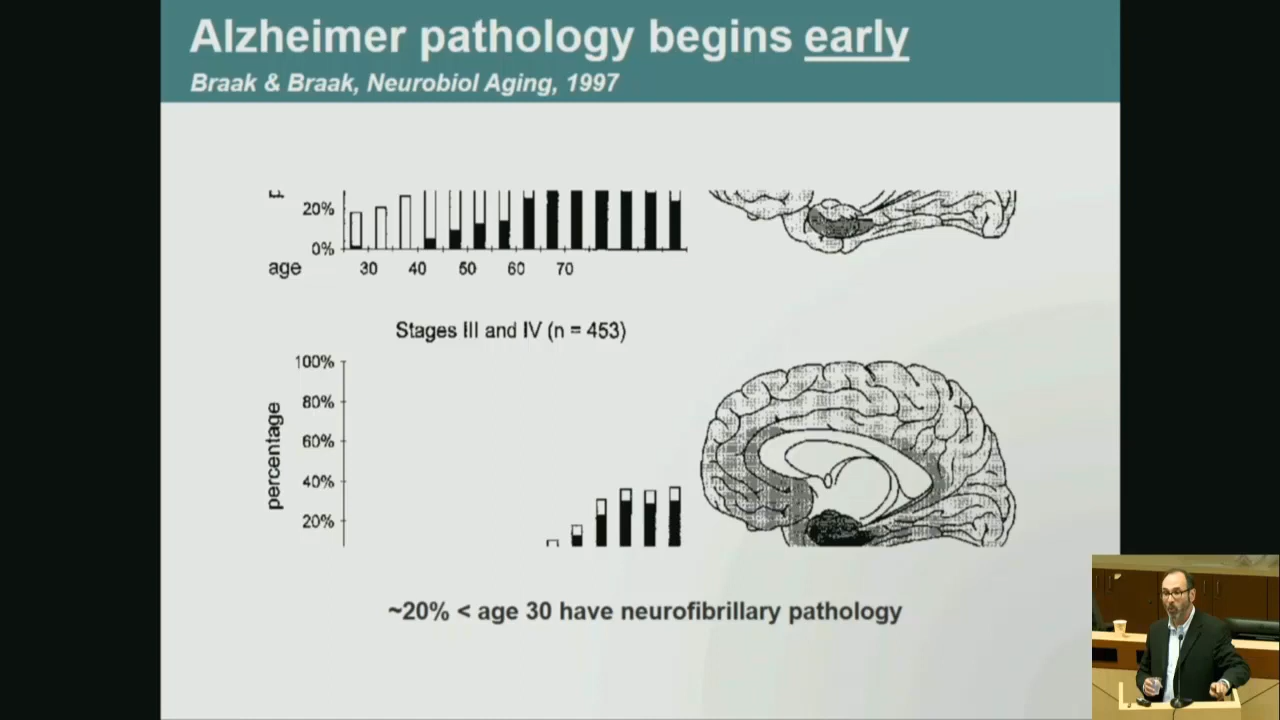 Alzheimer pathology begins early
Braak & Braak, Neurobiol Aging, 1997
20%
0%
age 30 40 50 60 70
Stages III and IV (n = 453)
100%
80%
60%
40%
20%
percentage
~20% < age 30 have neurofibrillary pathology